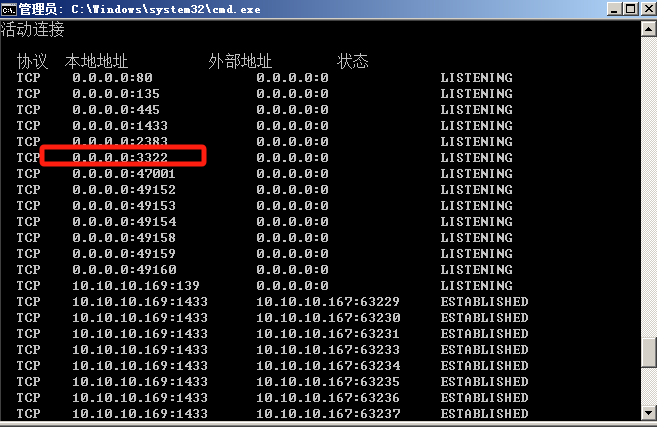 管理员: C:\Windows\system32\cmd.exe
活动连接
协议 本地地址 外部地址 状态
TCP 0.0.0.0:80 0.0.0.0:0 LISTENING
TCP 0.0.0.0:135 0.0.0.0:0 LISTENING
TCP 0.0.0.0:445 0.0.0.0:0 LISTENING
TCP 0.0.0.0:1433 0.0.0.0:0 LISTENING
TCP 0.0.0.0:2383 0.0.0.0:0 LISTENING
TCP 0.0.0.0:3322 0.0.0.0:0 LISTENING
TCP 0.0.0.0:47001 0.0.0.0:0 LISTENING
TCP 0.0.0.0:49152 0.0.0.0:0 LISTENING
TCP 0.0.0.0:49153 0.0.0.0:0 LISTENING
TCP 0.0.0.0:49154 0.0.0.0:0 LISTENING
TCP 0.0.0.0:49158 0.0.0.0:0 LISTENING
TCP 0.0.0.0:49159 0.0.0.0:0 LISTENING
TCP 0.0.0.0:49160 0.0.0.0:0 LISTENING
TCP 10.10.10.169:139 0.0.0.0:0 LISTENING
TCP 10.10.10.169:1433 10.10.10.167:63229 ESTABLISHED
TCP 10.10.10.169:1433 10.10.10.167:63230 ESTABLISHED
TCP 10.10.10.169:1433 10.10.10.167:63231 ESTABLISHED
TCP 10.10.10.169:1433 10.10.10.167:63233 ESTABLISHED
TCP 10.10.10.169:1433 10.10.10.167:63234 ESTABLISHED
TCP 10.10.10.169:1433 10.10.10.167:63235 ESTABLISHED
TCP 10.10.10.169:1433 10.10.10.167:63236 ESTABLISHED
TCP 10.10.10.169:1433 10.10.10.167:63237 ESTABLISHED